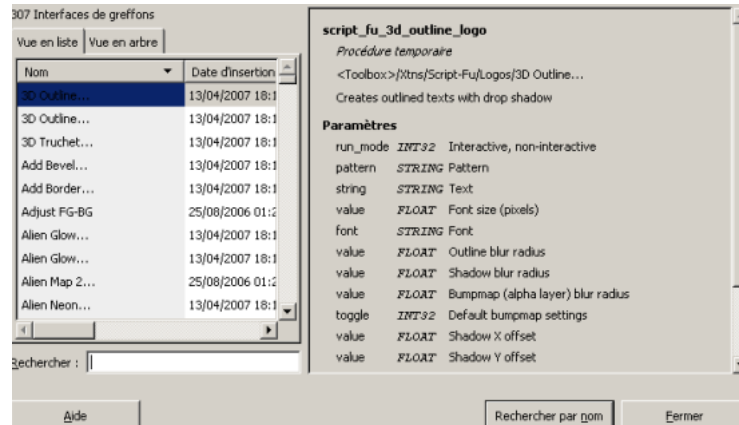 307 Interfaces de greffons
Vue en liste Vue en arbre
Nom Date d'insertion
3D Outline... 13/04/2007 18:1
3D Outline... 13/04/2007 18:1
3D Truchet... 13/04/2007 18:1
Add Bevel... 13/04/2007 18:1
Add Border... 13/04/2007 18:1
Adjust FG-BG 25/08/2006 01:2
Alien Glow... 13/04/2007 18:1
Alien Glow... 13/04/2007 18:1
Alien Map 2... 25/08/2006 01:2
Alien Neon... 13/04/2007 18:1
Rechercher :
Aide
script_fu_3d_outline_logo
Procédure temporaire
<Toolbox>/Xtns/Script-Fu/Logos/3D Outline...
Creates outlined texts with drop shadow
Paramètres
run_mode INT32 Interactive, non-interactive
pattern STRING Pattern
string STRING Text
value FLOAT Font size (pixels)
font STRING Font
value FLOAT Outline blur radius
value FLOAT Shadow blur radius
value FLOAT Bumpmap (alpha layer) blur radius
toggle INT32 Default bumpmap settings
value FLOAT Shadow X offset
value FLOAT Shadow Y offset
Rechercher par nom Fermer